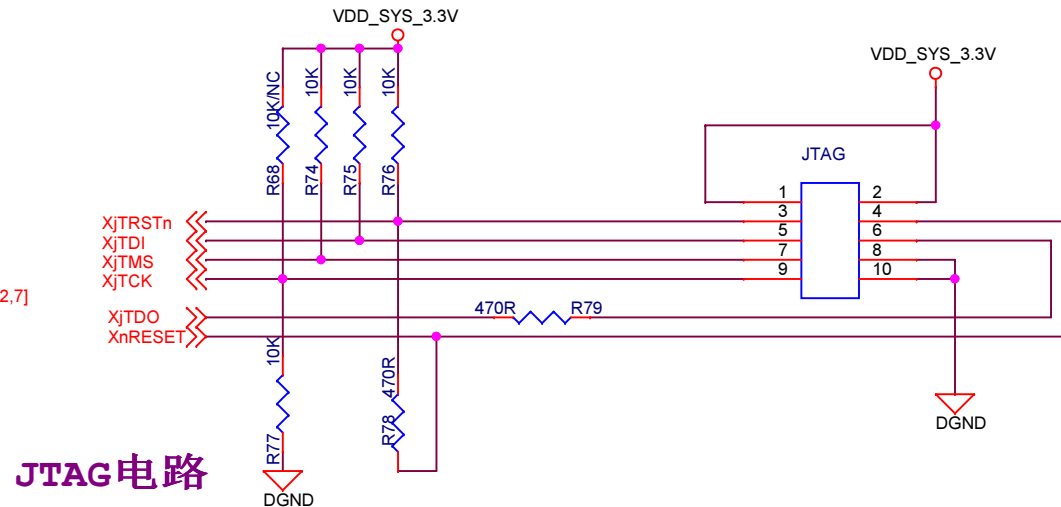 VDD_SYS_3.3V
VDD_SYS_3.3V
10K/NC
10K
10K
10K
JTAG
R68
R74
R75
R76
1
2
XjTRSTn
3
4
XjTDI
5
6
XjTMS
7
8
XjTCK
9
10
2,7]
XjTDO
470R
R79
XnRESET
10K
470R
R77
R78
DGND
JTAG电路
DGND